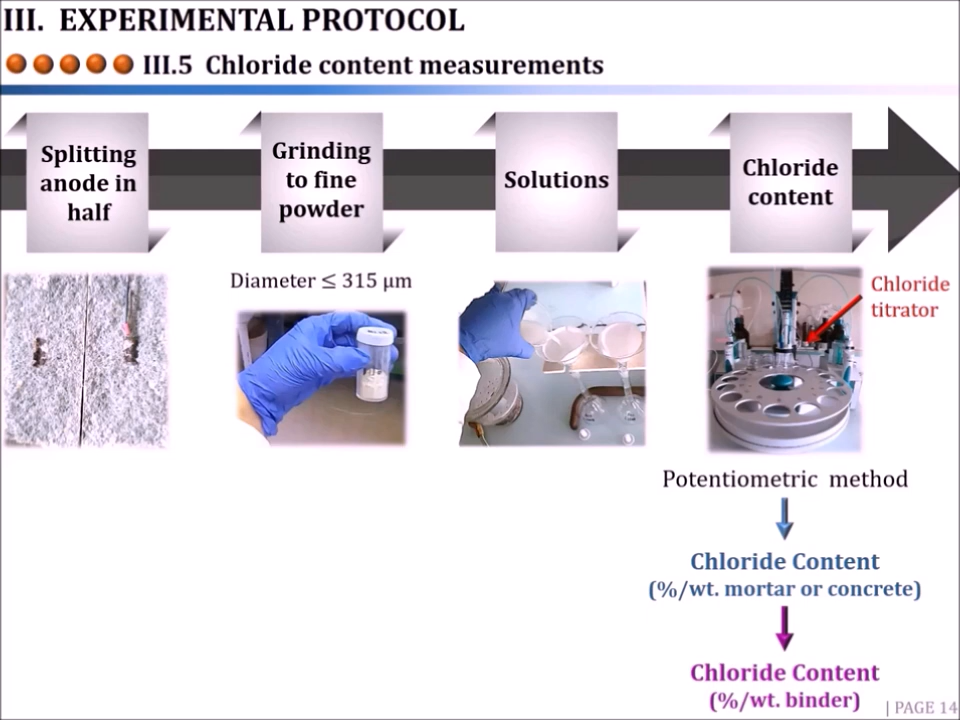 III. EXPERIMENTAL PROTOCOL
III.5 Chloride content measurements
Splitting
anode in
half
Grinding
to fine
powder
Solutions
Chloride
content
Diameter ≤ 315 µm
Chloride
titrator
Potentiometric method
Chloride Content
(%/wt. mortar or concrete)
Chloride Content
(%/wt. binder)
| PAGE 14